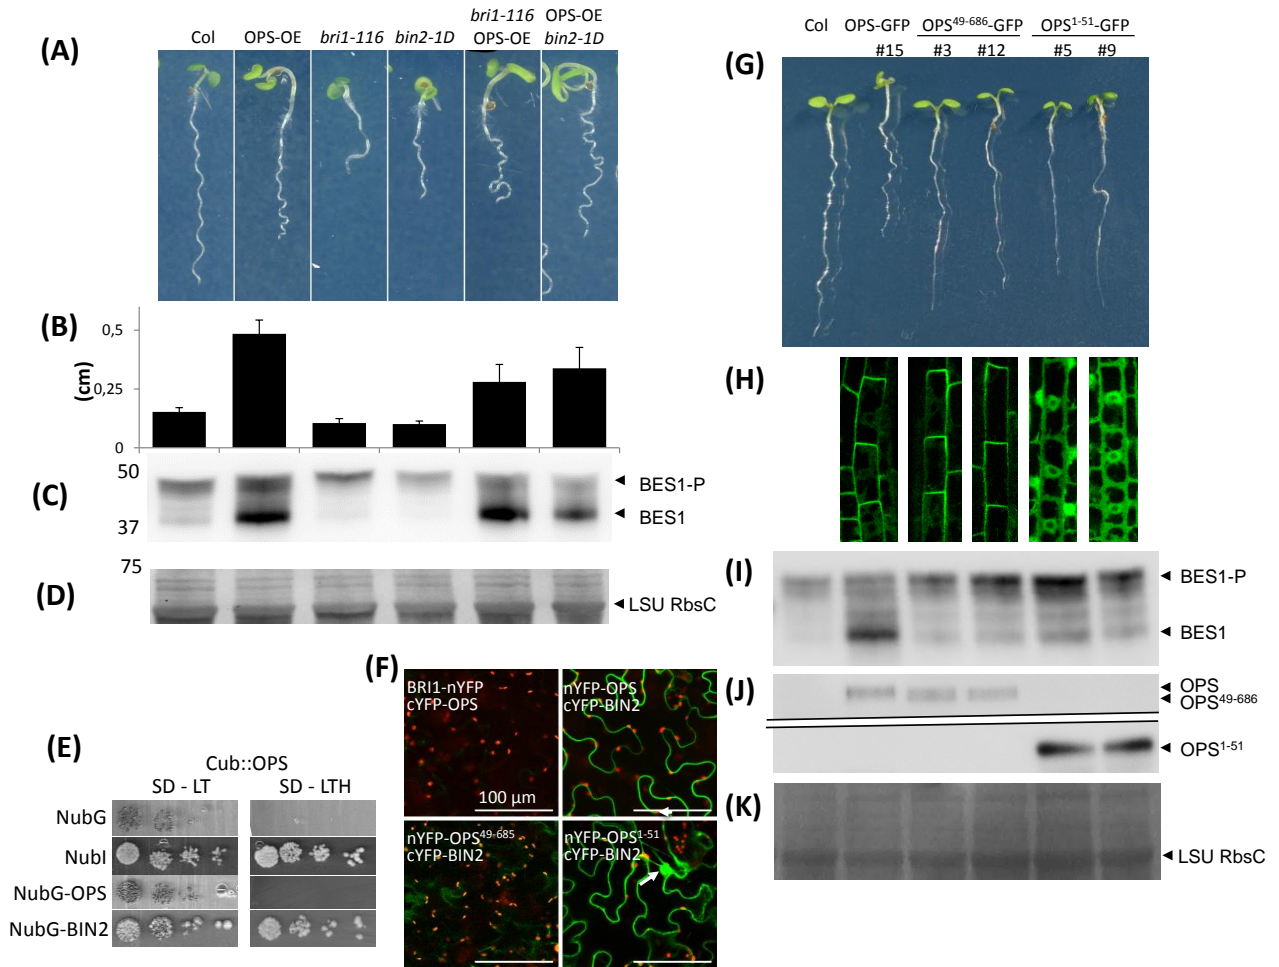 (A)
Col
OPS-OE
bri1-116
bin2-1D
bri1-116
OPS-OE
OPS-OE
bin2-1D
(B)
0,5
0,25
0
(cm)
(C)
50
37
BES1-P
BES1
(D)
75
LSU RbsC
(E)
Cub::OPS
SD - LT
SD - LTH
NubG
NubI
NubG-OPS
NubG-BIN2
(F)
BRI1-nYFP
cYFP-OPS
100 µm
nYFP-OPS
cYFP-BIN2
nYFP-OPS49-685
cYFP-BIN2
nYFP-OPS1-51
cYFP-BIN2
(G)
Col
OPS-GFP
OPS49-686-GFP
OPS1-51-GFP
#15
#3
#12
#5
#9
(H)
(I)
BES1-P
BES1
(J)
OPS
OPS49-686
OPS1-51
(K)
LSU RbsC